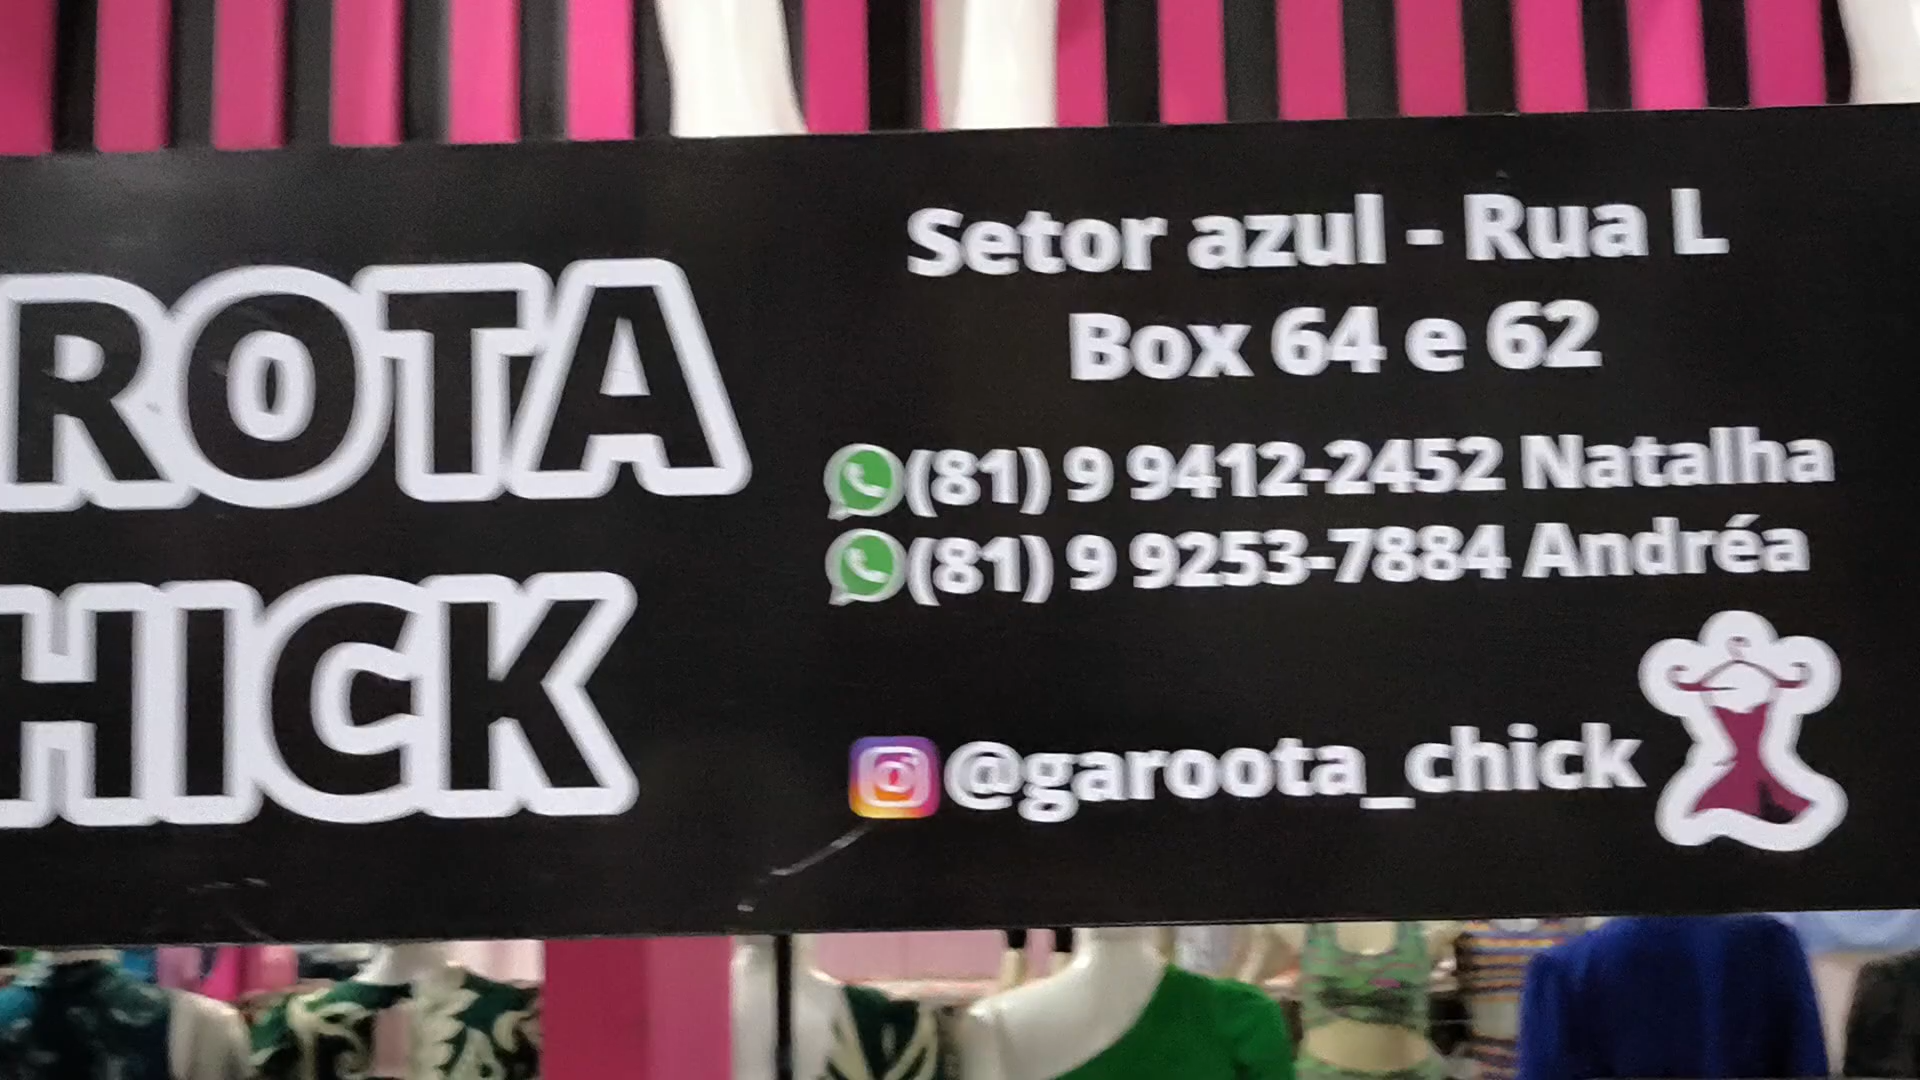 ROTA
HICK
Setor azul - Rua L
Box 64 e 62
(81) 9 9412-2452 Natalha
(81) 9 9253-7884 Andréa
@garoota_chick